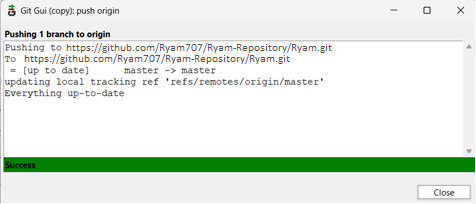 Git Gui (copy): push origin
Pushing 1 branch to origin
Pushing to https://github.com/Ryam707/Ryam-Repository/Ryam.git
To https://github.com/Ryam707/Ryam-Repository/Ryam.git
= [up to date] master -> master
updating local tracking ref 'refs/remotes/origin/master'
Everything up-to-date
Success
Close